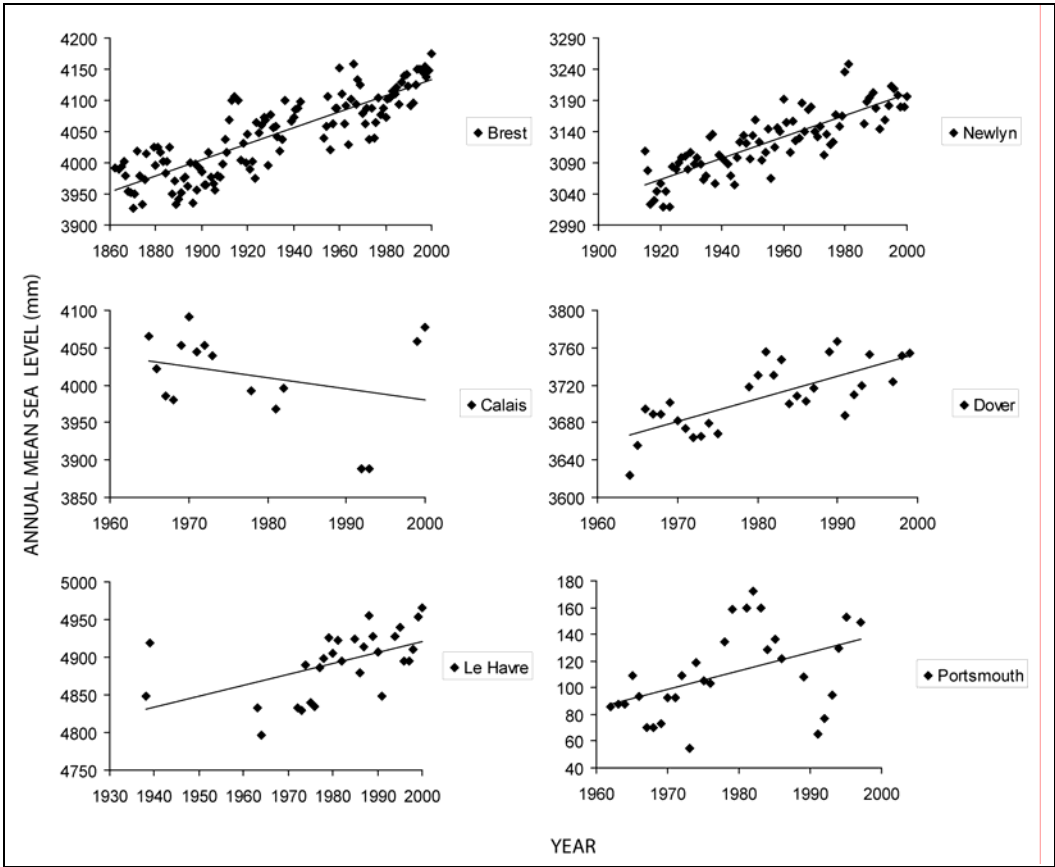 4200
4150
4100
4050
4000
3950
3900
1860 1880 1900 1920 1940 1960 1980 2000
Brest
3290
3240
3190
3140
3090
3040
2990
1900 1920 1940 1960 1980 2000
Newlyn
ANNUAL MEAN SEA LEVEL (mm)
4100
4050
4000
3950
3900
3850
1960 1970 1980 1990 2000
Calais
3800
3760
3720
3680
3640
3600
1960 1970 1980 1990 2000
Dover
5000
4950
4900
4850
4800
4750
1930 1940 1950 1960 1970 1980 1990 2000
Le Havre
180
160
140
120
100
80
60
40
1960 1970 1980 1990 2000
Portsmouth
YEAR